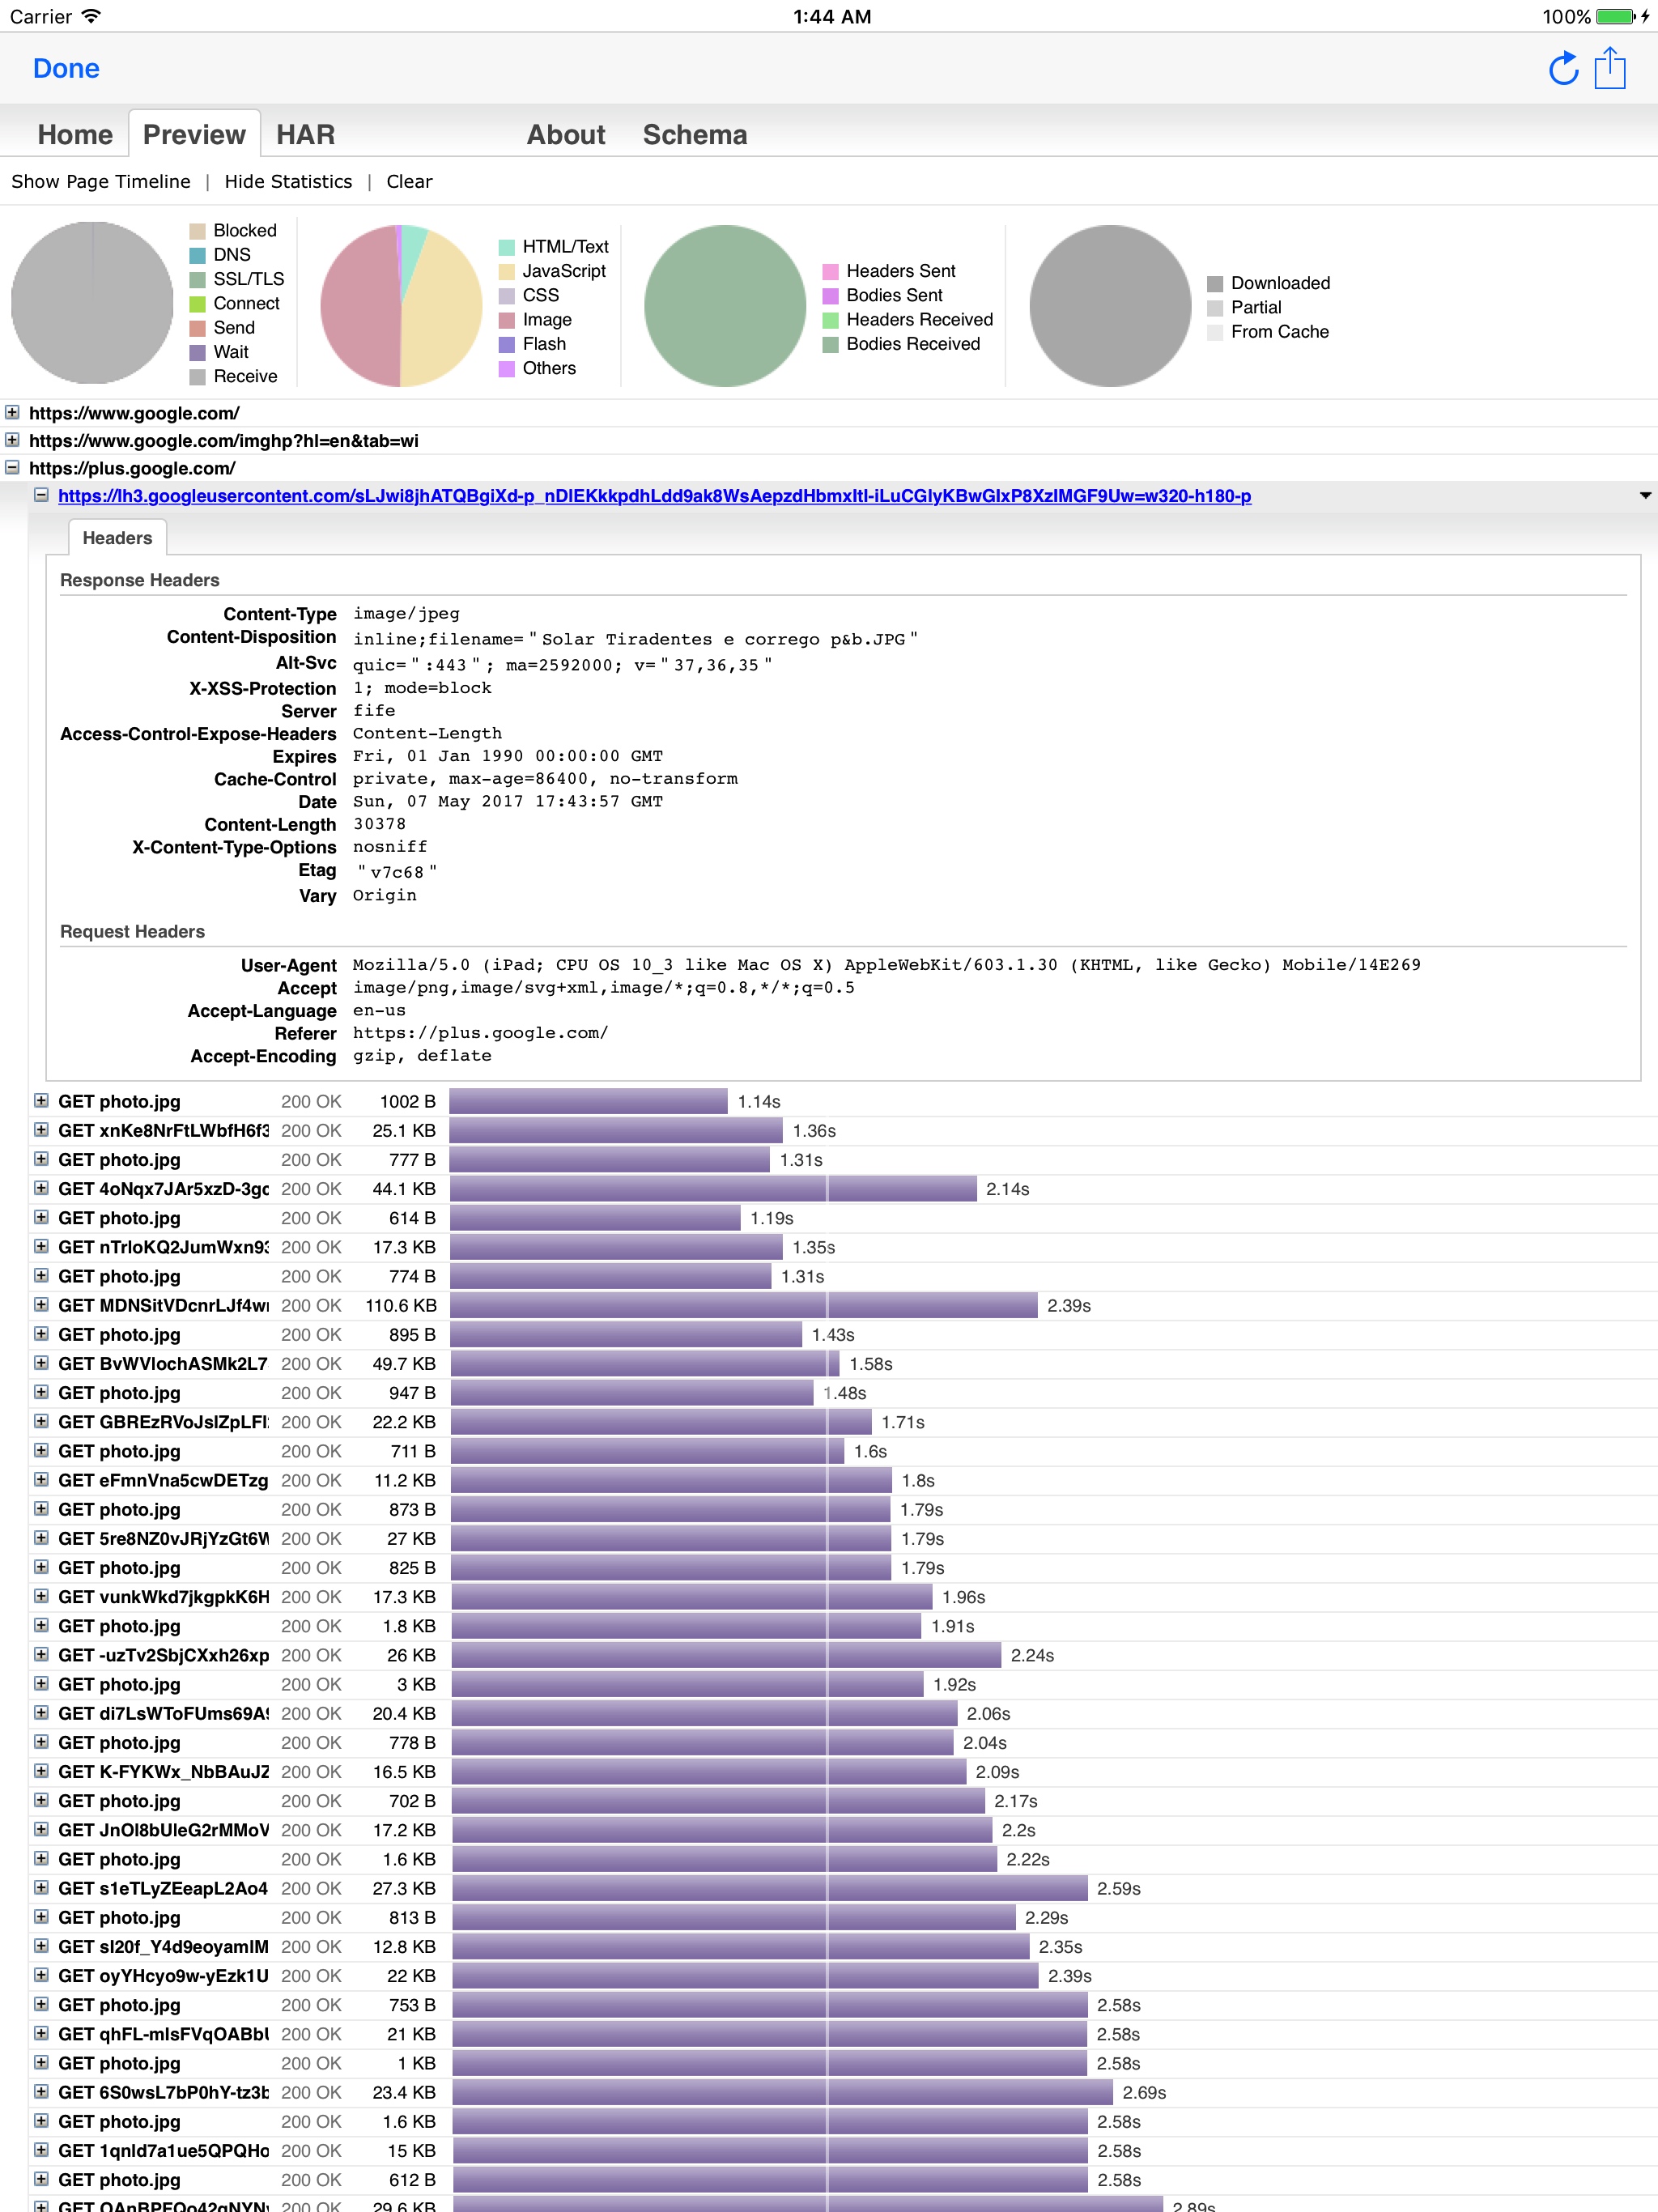 Carrier 1:44 AM 100%
Done
Home Preview HAR About Schema
Show Page Timeline | Hide Statistics | Clear
Blocked
DNS
SSL/TLS
Connect
Send
Wait
Receive
HTML/Text
JavaScript
CSS
Image
Flash
Others
Headers Sent
Bodies Sent
Headers Received
Bodies Received
Downloaded
Partial
From Cache
https://www.google.com/
https://www.google.com/imghp?hl=en&tab=wi
https://plus.google.com/
Headers
Response Headers
Content-Type image/jpeg
Content-Disposition inline;filename="Solar Tiradentes e corrego p&b.JPG"
Alt-Svc quic=":443"; ma=2592000; v="37,36,35"
X-XSS-Protection 1; mode=block
Server fife
Access-Control-Expose-Headers Content-Length
Expires Fri, 01 Jan 1990 00:00:00 GMT
Cache-Control private, max-age=86400, no-transform
Date Sun, 07 May 2017 17:43:57 GMT
Content-Length 30378
X-Content-Type-Options nosniff
Etag "v7c68"
Vary Origin
Request Headers
User-Agent Mozilla/5.0 (iPad; CPU OS 10_3 like Mac OS X) AppleWebKit/603.1.30 (KHTML, like Gecko) Mobile/14E269
Accept image/png,image/svg+xml,image/*;q=0.8,*/*;q=0.5
Accept-Language en-us
Referer https://plus.google.com/
Accept-Encoding gzip, deflate
GET photo.jpg 200 OK 1002 B 1.14s
GET 200 OK 25.1 KB 1.36s
GET photo.jpg 200 OK 777 B 1.31s
GET 200 OK 44.1 KB 2.14s
GET photo.jpg 200 OK 614 B 1.19s
GET 200 OK 17.3 KB 1.35s
GET photo.jpg 200 OK 774 B 1.31s
GET 200 OK 110.6 KB 2.39s
GET photo.jpg 200 OK 895 B 1.43s
GET 200 OK 49.7 KB 1.58s
GET photo.jpg 200 OK 947 B 1.48s
GET 200 OK 22.2 KB 1.71s
GET photo.jpg 200 OK 711 B 1.6s
GET eFmnVna5cwDETzg 200 OK 11.2 KB 1.8s
GET photo.jpg 200 OK 873 B 1.79s
GET 200 OK 27 KB 1.79s
GET photo.jpg 200 OK 825 B 1.79s
GET vunkWkd7jkgpkK6H 200 OK 17.3 KB 1.96s
GET photo.jpg 200 OK 1.8 KB 1.91s
GET -uzTv2SbjCXxh26xp 200 OK 26 KB 2.24s
GET photo.jpg 200 OK 3 KB 1.92s
GET 200 OK 20.4 KB 2.06s
GET photo.jpg 200 OK 778 B 2.04s
GET K-FYKWx_NbBAuJZ 200 OK 16.5 KB 2.09s
GET photo.jpg 200 OK 702 B 2.17s
GET 200 OK 17.2 KB 2.2s
GET photo.jpg 200 OK 1.6 KB 2.22s
GET s1eTLyZEeapL2Ao4 200 OK 27.3 KB 2.59s
GET photo.jpg 200 OK 813 B 2.29s
GET 200 OK 12.8 KB 2.35s
GET oyYHcyo9w-yEzk1U 200 OK 22 KB 2.39s
GET photo.jpg 200 OK 753 B 2.58s
GET 200 OK 21 KB 2.58s
GET photo.jpg 200 OK 1 KB 2.58s
GET 200 OK 23.4 KB 2.69s
GET photo.jpg 200 OK 1.6 KB 2.58s
GET 200 OK 15 KB 2.58s
GET photo.jpg 200 OK 612 B 2.58s
GET 200 OK 29.6 KB 2.89s